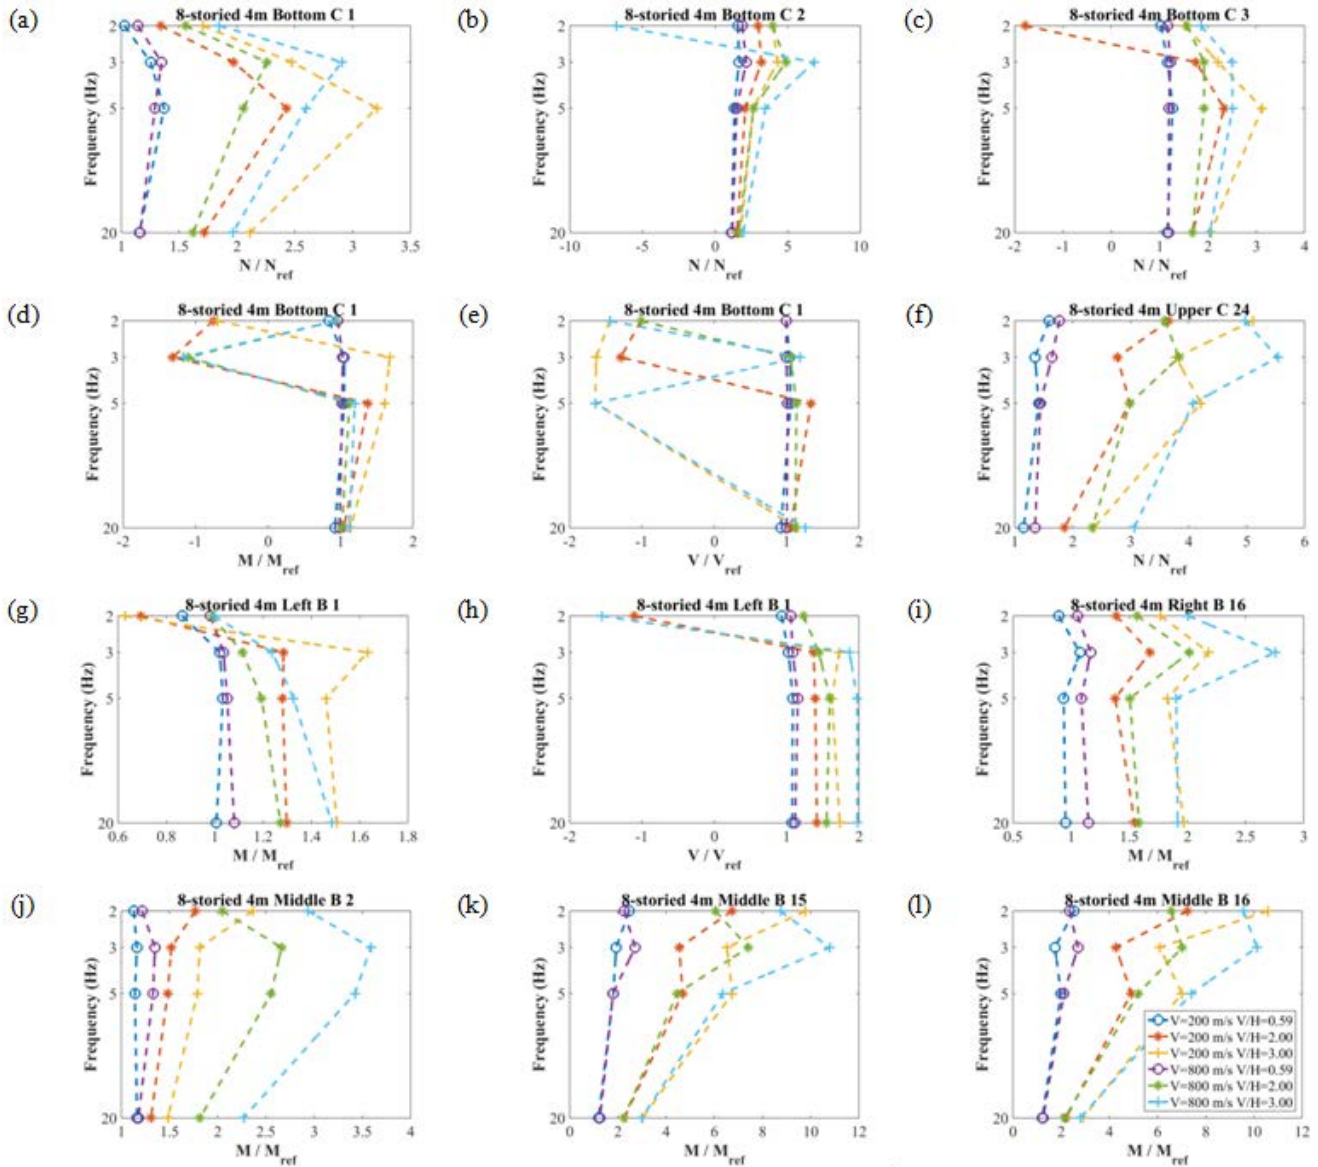 (a)
8-storied 4m Bottom C 1
Frequency (Hz)
2
3
5
20
1 1.5 2 2.5 3 3.5
N / Nref
(b)
8-storied 4m Bottom C 2
Frequency (Hz)
2
3
5
20
-10 -5 0 5 10
N / Nref
(c)
8-storied 4m Bottom C 3
Frequency (Hz)
2
3
5
20
-2 -1 0 1 2 3 4
N / Nref
(d)
8-storied 4m Bottom C 1
Frequency (Hz)
2
3
5
20
-2 -1 0 1 2
M / Mref
(e)
8-storied 4m Bottom C 1
Frequency (Hz)
2
3
5
20
-2 -1 0 1 2
V / Vref
(f)
8-storied 4m Upper C 24
Frequency (Hz)
2
3
5
20
1 2 3 4 5 6
N / Nref
(g)
8-storied 4m Left B 1
Frequency (Hz)
2
3
5
20
0.6 0.8 1 1.2 1.4 1.6 1.8
M / Mref
(h)
8-storied 4m Left B 1
Frequency (Hz)
2
3
5
20
-2 -1 0 1 2
V / Vref
(i)
8-storied 4m Right B 16
Frequency (Hz)
2
3
5
20
0.5 1 1.5 2 2.5 3
M / Mref
(j)
8-storied 4m Middle B 2
Frequency (Hz)
2
3
5
20
1 1.5 2 2.5 3 3.5 4
M / Mref
(k)
8-storied 4m Middle B 15
Frequency (Hz)
2
3
5
20
0 2 4 6 8 10 12
M / Mref
(l)
8-storied 4m Middle B 16
Frequency (Hz)
2
3
5
20
0 2 4 6 8 10 12
M / Mref
V=200 m/s V/H=0.59
V=200 m/s V/H=2.00
V=200 m/s V/H=3.00
V=800 m/s V/H=0.59
V=800 m/s V/H=2.00
V=800 m/s V/H=3.00